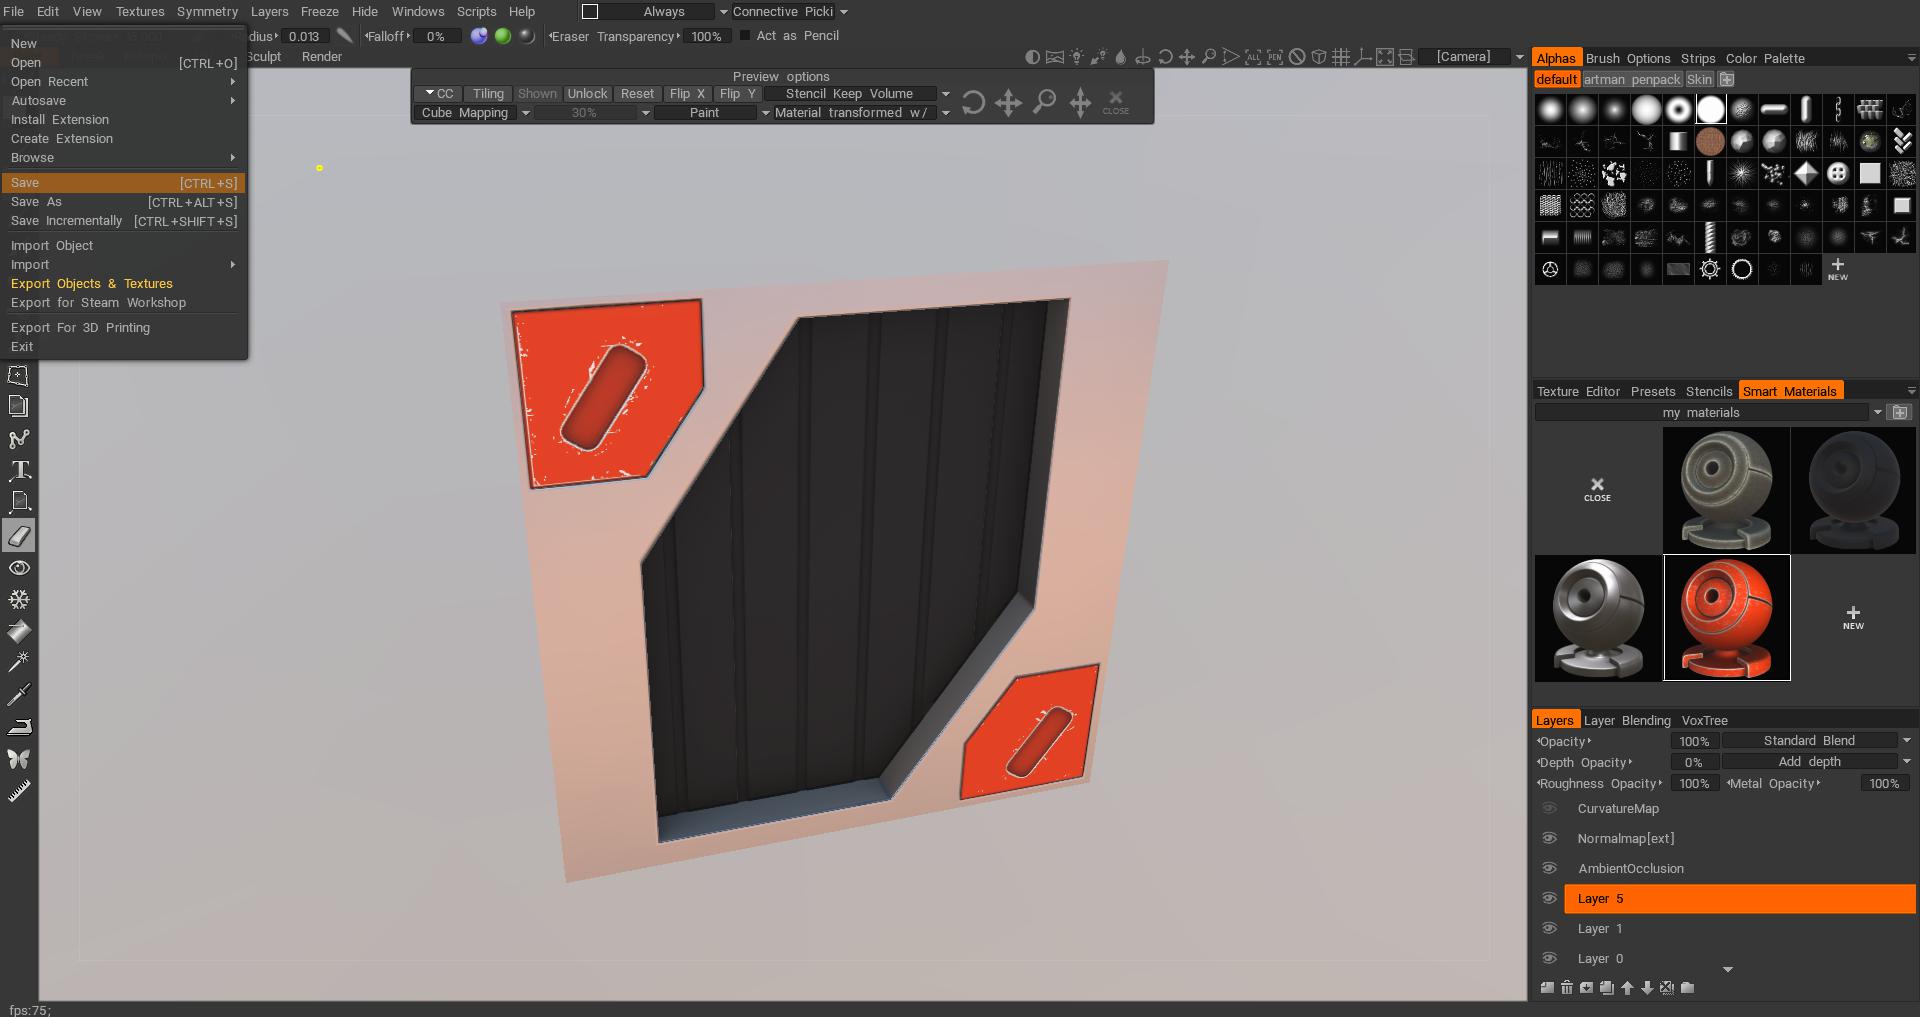 File Edit View Textures Symmetry Layers Freeze Hide Windows Scripts Help Always Connective Picki
adius 0.013 Falloff 0% Eraser Transparency 100% Act as Pencil
Sculpt Render [Camera]
New
Open [CTRL+O]
Open Recent
Autosave
Install Extension
Create Extension
Browse
Save [CTRL+S]
Save As [CTRL+ALT+S]
Save Incrementally [CTRL+SHIFT+S]
Import Object
Import
Export Objects & Textures
Export for Steam Workshop
Export For 3D Printing
Exit
Preview options
CC Tiling Shown Unlock Reset Flip X Flip Y Stencil Keep Volume
Cube Mapping 30% Paint Material transformed w/
CLOSE
Alphas Brush Options Strips Color Palette
default artman penpack Skin
NEW
Texture Editor Presets Stencils Smart Materials
my materials
CLOSE
NEW
Layers Layer Blending VoxTree
Opacity 100% Standard Blend
Depth Opacity 0% Add depth
Roughness Opacity 100% Metal Opacity 100%
CurvatureMap
Normalmap[ext]
AmbientOcclusion
Layer 5
Layer 1
Layer 0
fps:75;